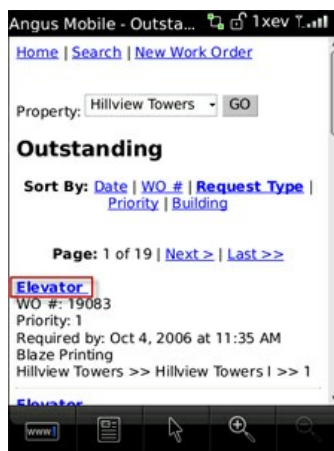 Angus Mobile - Outsta... 1xev
Home | Search | New Work Order
Property: Hillview Towers GO
Outstanding
Sort By: Date | WO # | Request Type |
Priority | Building
Page: 1 of 19 | Next > | Last >>
Elevator
WO #: 19083
Priority: 1
Required by: Oct 4, 2006 at 11:35 AM
Blaze Printing
Hillview Towers >> Hillview Towers I >> 1
Elevator
www